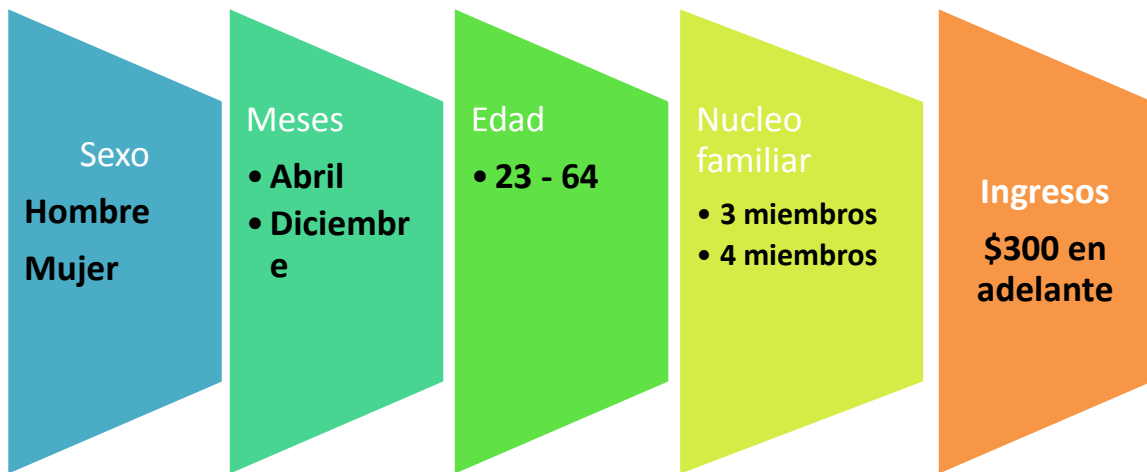 Sexo
Hombre
Mujer
Meses
• Abril
• Diciembr
e
Edad
• 23 - 64
Nucleo
familiar
• 3 miembros
• 4 miembros
Ingresos
$300 en
adelante